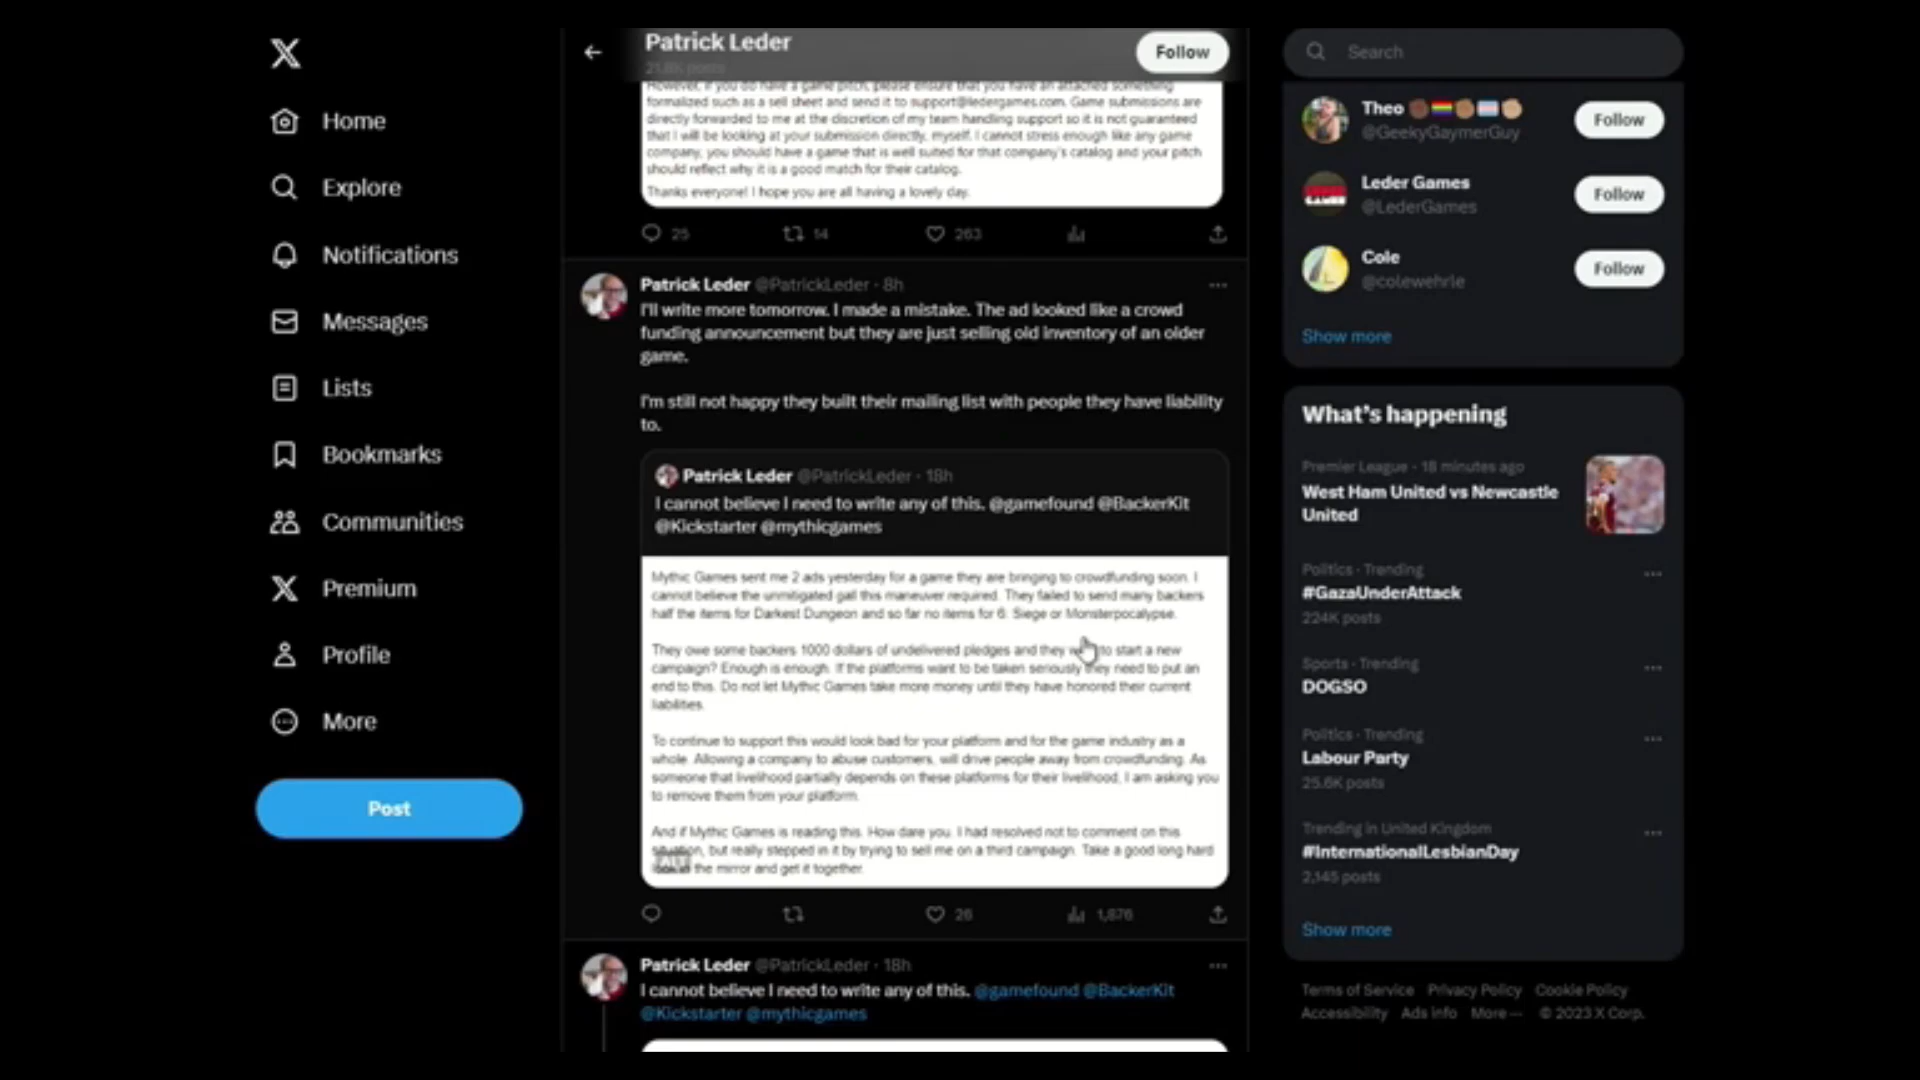 Home
Explore
Notifications
Messages
Lists
Bookmarks
Communities
Premium
Profile
More
Post
Patrick Leder
posts
Follow
However, if you do have a game pitch, please ensure that you have an attached something
formalized such as a sell sheet and send it to support@ledergames.com. Game submissions are
directly forwarded to me at the discretion of my team handling support so it is not guaranteed
that I will be looking at your submission directly, myself. I cannot stress enough like any game
company, you should have a game that is well suited for that company's catalog and your pitch
should reflect why it is a good match for their catalog.
Thanks everyone! I hope you are all having a lovely day.
25 14 263
Patrick Leder @PatrickLeder · 8h
I'll write more tomorrow. I made a mistake. The ad looked like a crowd
funding announcement but they are just selling old inventory of an older
game.
I'm still not happy they built their mailing list with people they have liability
to.
Patrick Leder @PatrickLeder · 18h
I cannot believe I need to write any of this. @gamefound @BackerKit
@Kickstarter @mythicgames
Mythic Games sent me 2 ads yesterday for a game they are bringing to crowdfunding soon. I
cannot believe the unmitigated gall this maneuver required. They failed to send many backers
half the items for Darkest Dungeon and so far no items for 6: Siege or Monsterpocalypse.
They owe some backers 1000 dollars of undelivered pledges and they to start a new
campaign? Enough is enough. If the platforms want to be taken seriously they need to put an
end to this. Do not let Mythic Games take more money until they have honored their current
liabilities.
To continue to support this would look bad for your platform and for the game industry as a
whole. Allowing a company to abuse customers, will drive people away from crowdfunding. As
someone that livelihood partially depends on these platforms for their livelihood, I am asking you
to remove them from your platform.
And if Mythic Games is reading this. How dare you. I had resolved not to comment on this
situation, but really stepped in it by trying to sell me on a third campaign. Take a good long hard
the mirror and get it together.
26 1,876
Patrick Leder @PatrickLeder · 18h
I cannot believe I need to write any of this. @gamefound @BackerKit
@Kickstarter @mythicgames
Search
Theo
@GeekyGaymerGuy
Follow
Leder Games
@LederGames
Follow
Cole
@colewehrle
Follow
Show more
What's happening
Premier League · 18 minutes ago
West Ham United vs Newcastle
United
Politics · Trending
#GazaUnderAttack
224K posts
Sports · Trending
DOGSO
Politics · Trending
Labour Party
25.6K posts
Trending in United Kingdom
#InternationalLesbianDay
2,145 posts
Show more
Terms of Service Privacy Policy Cookie Policy
Accessibility Ads info More ··· © 2023 X Corp.